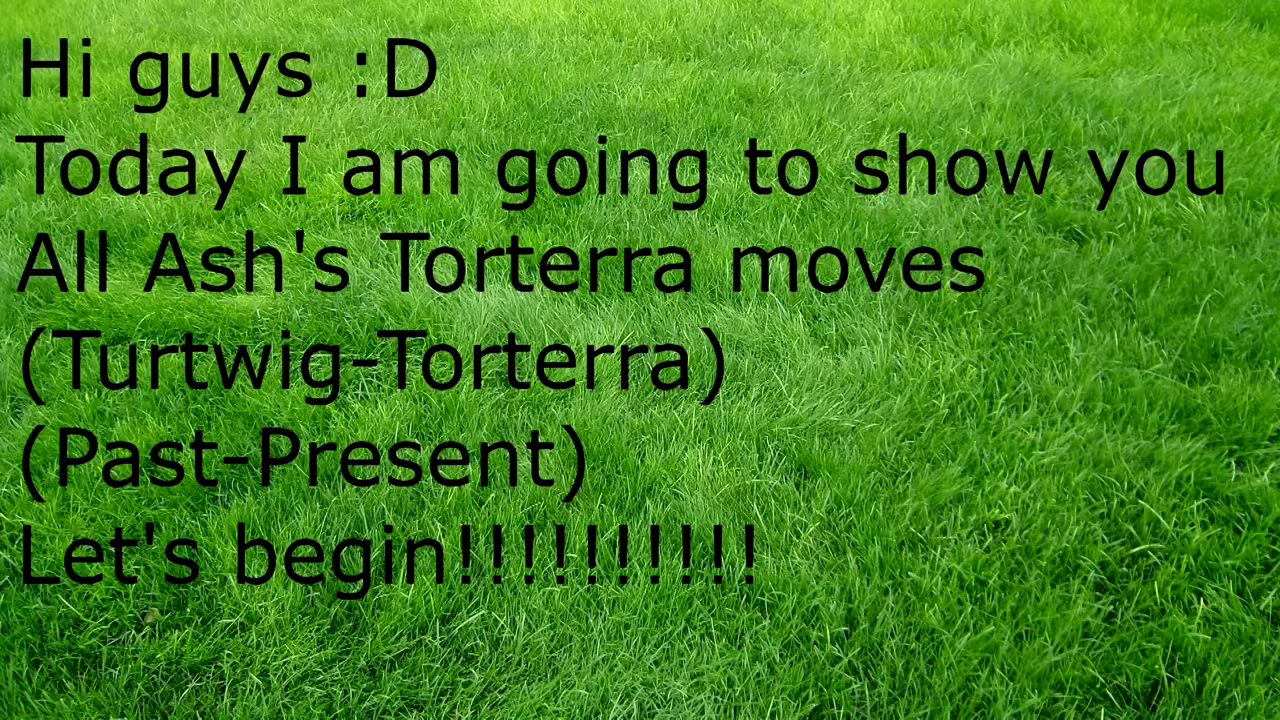 Hi guys :D
Today I am going to show you
All Ash's Torterra moves
(Turtwig-Torterra)
(Past-Present)
Let's begin!!!!!!!!!!!!